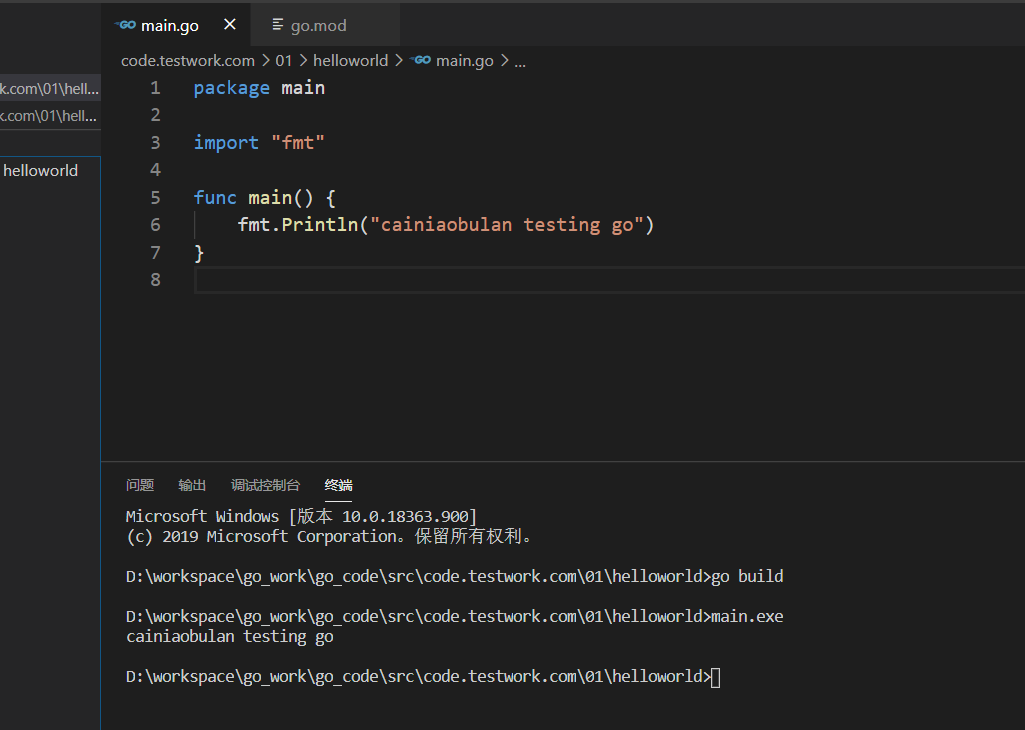 main.go
go.mod
code.testwork.com > 01 > helloworld > main.go > ...
k.com\01\hell...
k.com\01\hell...
helloworld
1 package main
2
3 import "fmt"
4
5 func main() {
6 fmt.Println("cainiaobulan testing go")
7 }
8
问题 输出 调试控制台 终端
Microsoft Windows [版本 10.0.18363.900]
(c) 2019 Microsoft Corporation。保留所有权利。
D:\workspace\go_work\go_code\src\code.testwork.com\01\helloworld>go build
D:\workspace\go_work\go_code\src\code.testwork.com\01\helloworld>main.exe
cainiaobulan testing go
D:\workspace\go_work\go_code\src\code.testwork.com\01\helloworld>